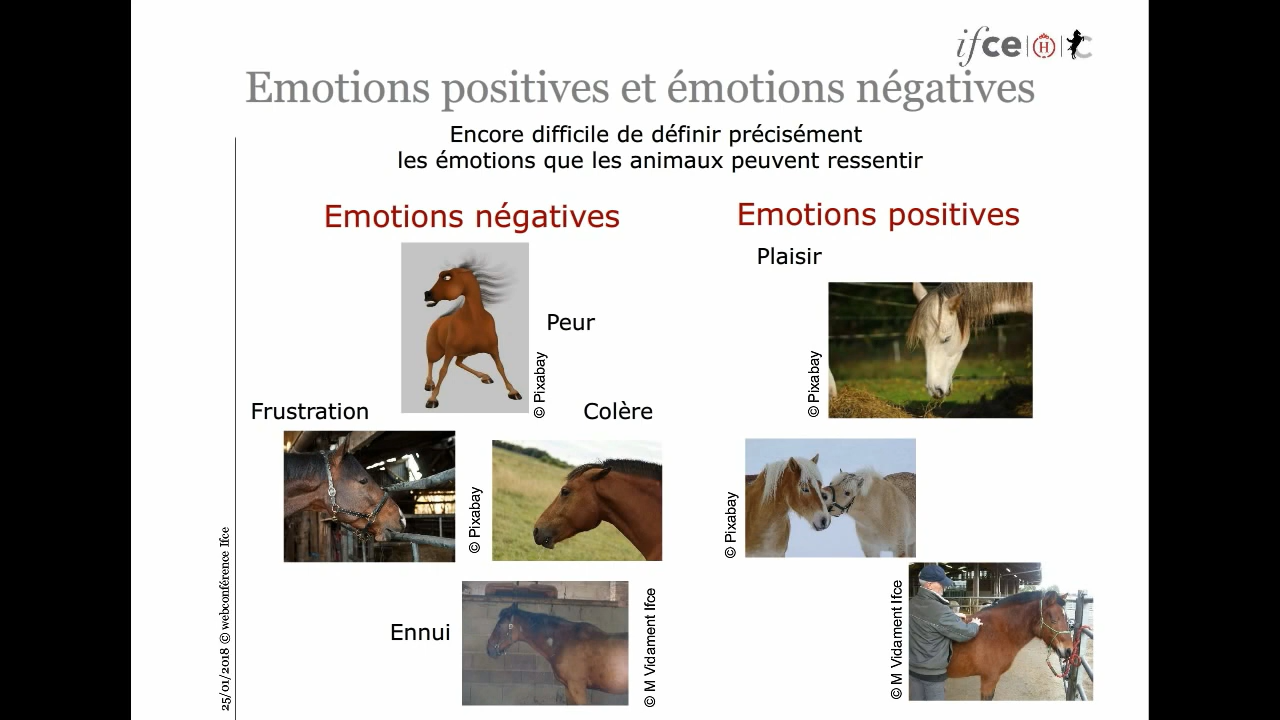 ifce
H
Emotions positives et émotions négatives
Encore difficile de définir précisément
les émotions que les animaux peuvent ressentir
Emotions négatives
Peur
© Pixabay
Frustration
Colère
© Pixabay
Ennui
© M Vidament Ifce
Emotions positives
Plaisir
© Pixabay
© Pixabay
© M Vidament Ifce
25/01/2018 © webconférence Ifce